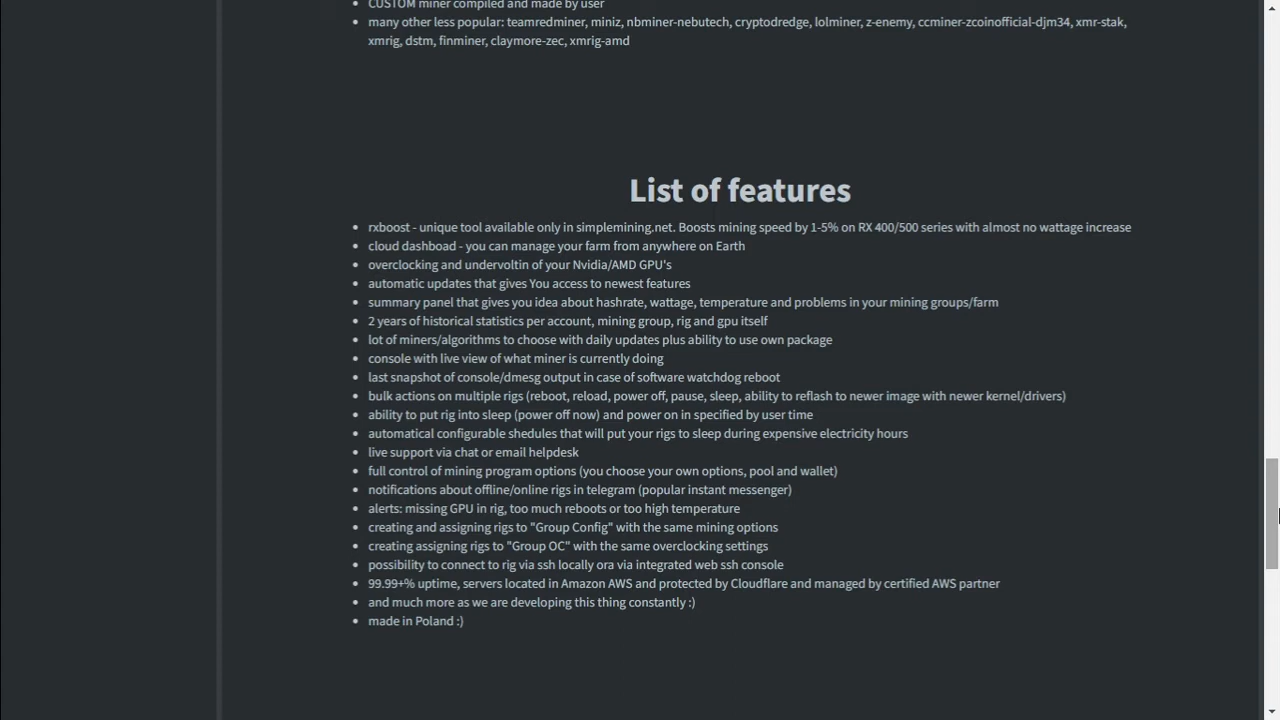 CUSTOM miner compiled and made by user
many other less popular: teamredminer, miniz, nbminer-nebutech, cryptodredge, lolminer, z-enemy, ccminer-zcoinofficial-djm34, xmr-stak,
xmrig, dstm, finminer, claymore-zec, xmrig-amd
List of features
rxboost - unique tool available only in simplemining.net. Boosts mining speed by 1-5% on RX 400/500 series with almost no wattage increase
cloud dashboad - you can manage your farm from anywhere on Earth
overclocking and undervoltin of your Nvidia/AMD GPU's
automatic updates that gives You access to newest features
summary panel that gives you idea about hashrate, wattage, temperature and problems in your mining groups/farm
2 years of historical statistics per account, mining group, rig and gpu itself
lot of miners/algorithms to choose with daily updates plus ability to use own package
console with live view of what miner is currently doing
last snapshot of console/dmesg output in case of software watchdog reboot
bulk actions on multiple rigs (reboot, reload, power off, pause, sleep, ability to reflash to newer image with newer kernel/drivers)
ability to put rig into sleep (power off now) and power on in specified by user time
automatical configurable shedules that will put your rigs to sleep during expensive electricity hours
live support via chat or email helpdesk
full control of mining program options (you choose your own options, pool and wallet)
notifications about offline/online rigs in telegram (popular instant messenger)
alerts: missing GPU in rig, too much reboots or too high temperature
creating and assigning rigs to "Group Config" with the same mining options
creating assigning rigs to "Group OC" with the same overclocking settings
possibility to connect to rig via ssh locally ora via integrated web ssh console
99.99+% uptime, servers located in Amazon AWS and protected by Cloudflare and managed by certified AWS partner
and much more as we are developing this thing constantly :)
made in Poland :)